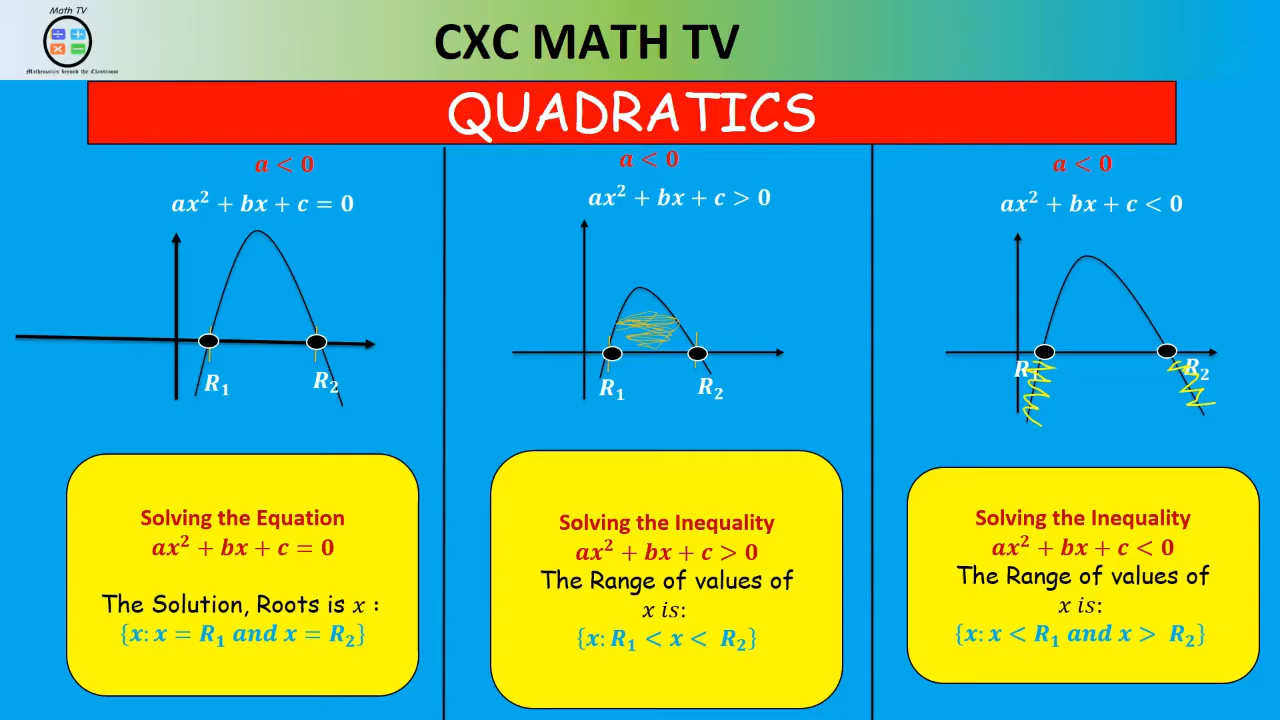 Math TV
Mathematics beyond the Classroom
CXC MATH TV
QUADRATICS
a < 0
ax² + bx + c = 0
R₁
R₂
Solving the Equation
ax² + bx + c = 0
The Solution, Roots is x :
{x: x = R₁ and x = R₂}
a < 0
ax² + bx + c > 0
R₁
R₂
Solving the Inequality
ax² + bx + c > 0
The Range of values of
x is:
{x: R₁ < x < R₂}
a < 0
ax² + bx + c < 0
R₁
R₂
Solving the Inequality
ax² + bx + c < 0
The Range of values of
x is:
{x: x < R₁ and x > R₂}